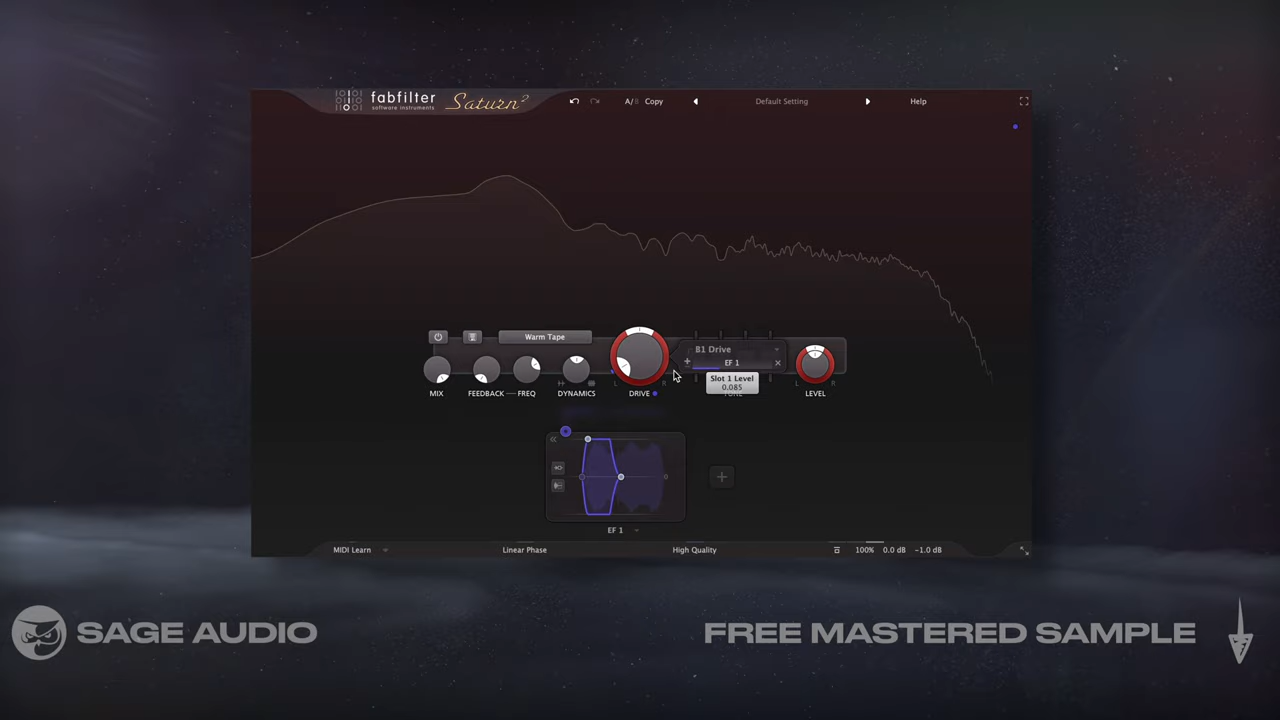 fabfilter
software instruments
Saturn2
A/B Copy
Default Setting
Help
Warm Tape
B1 Drive
EF 1
Slot 1 Level
0.085
MIX
FEEDBACK
FREQ
DYNAMICS
L
R
DRIVE
L
R
LEVEL
EF 1
MIDI Learn
Linear Phase
High Quality
100%
0.0 dB
-1.0 dB
SAGE AUDIO
FREE MASTERED SAMPLE